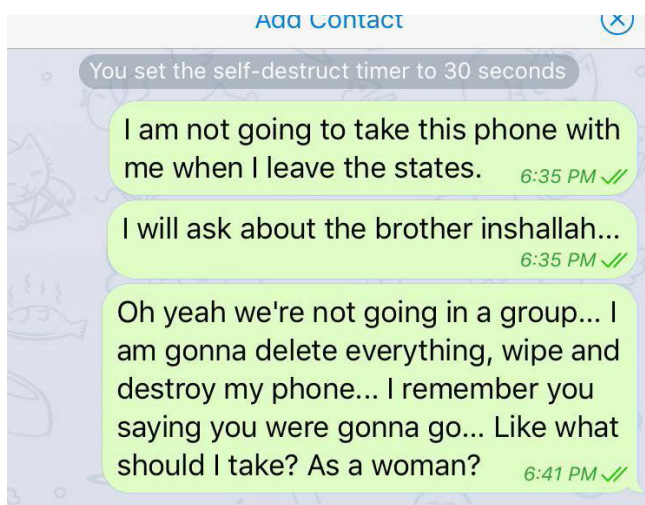 Add Contact
You set the self-destruct timer to 30 seconds
I am not going to take this phone with
me when I leave the states.
6:35 PM
I will ask about the brother inshallah...
6:35 PM
Oh yeah we're not going in a group... I
am gonna delete everything, wipe and
destroy my phone... I remember you
saying you were gonna go... Like what
should I take? As a woman?
6:41 PM